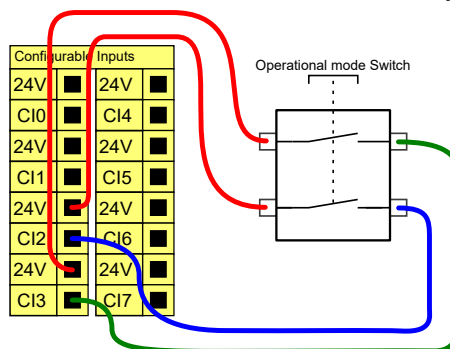 Configurable Inputs
Operational mode Switch
24V 24V
CI0 CI4
24V 24V
CI1 CI5
24V 24V
CI2 CI6
24V 24V
CI3 CI7